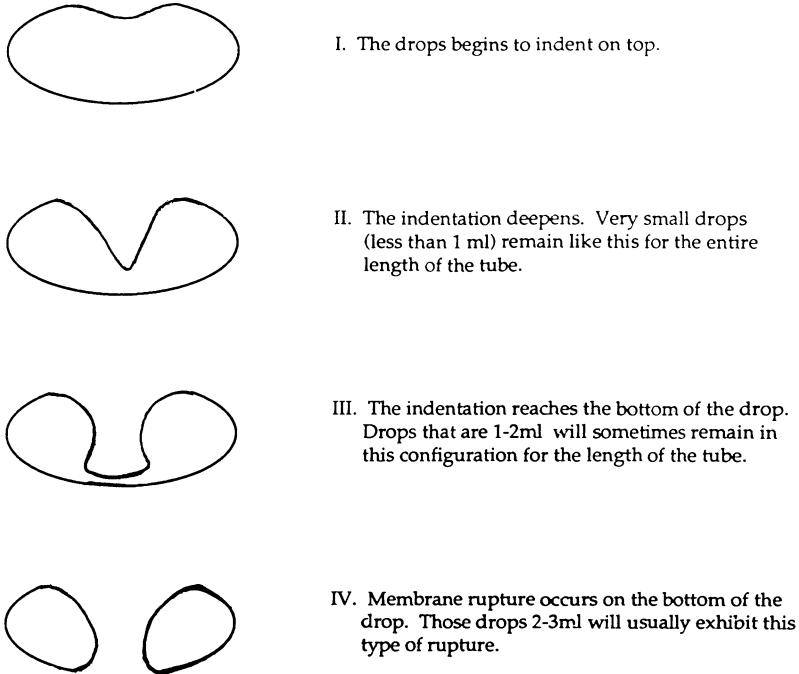 I. The drops begins to indent on top.
II. The indentation deepens. Very small drops
(less than 1 ml) remain like this for the entire
length of the tube.
III. The indentation reaches the bottom of the drop.
Drops that are 1-2ml will sometimes remain in
this configuration for the length of the tube.
IV. Membrane rupture occurs on the bottom of the
drop. Those drops 2-3ml will usually exhibit this
type of rupture.